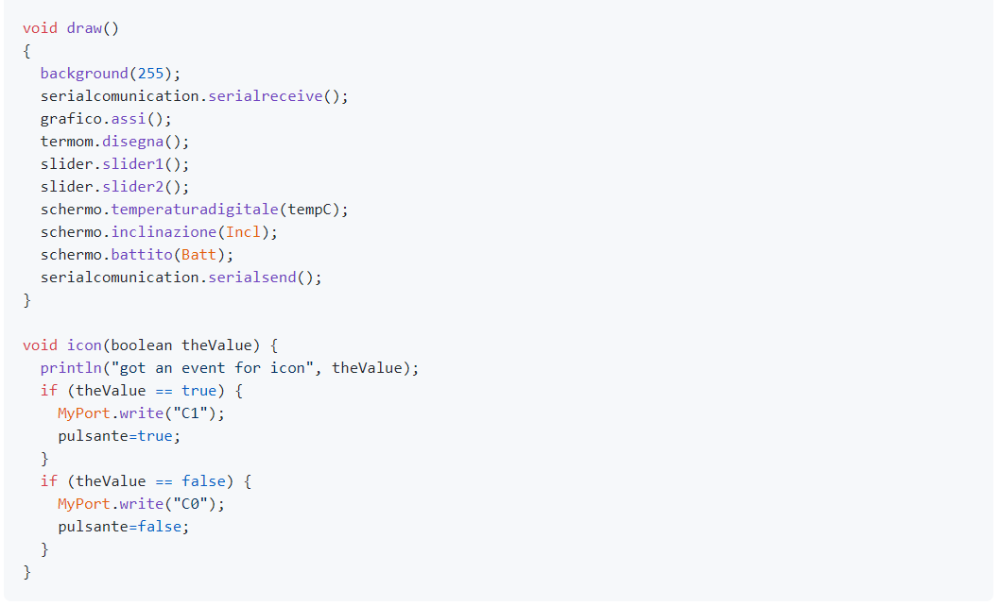 void draw()
{
  background(255);
  serialcomunication.serialreceive();
  grafico.assi();
  termom.disegna();
  slider.slider1();
  slider.slider2();
  schermo.temperaturadigitale(tempC);
  schermo.inclinazione(Incl);
  schermo.battito(Batt);
  serialcomunication.serialsend();
}

void icon(boolean theValue) {
  println("got an event for icon", theValue);
  if (theValue == true) {
    MyPort.write("C1");
    pulsante=true;
  }
  if (theValue == false) {
    MyPort.write("C0");
    pulsante=false;
  }
}